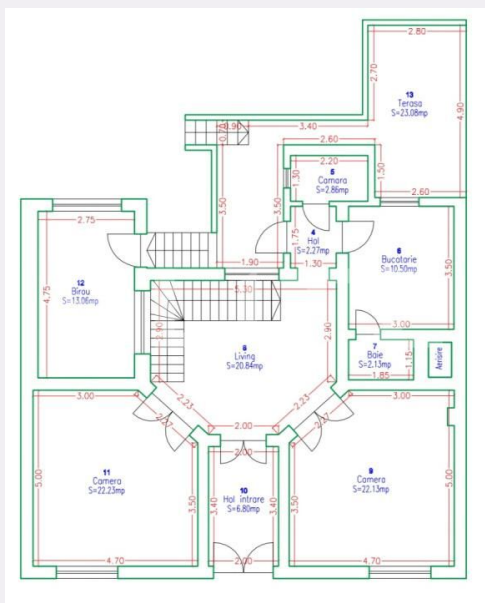 2.80
2.70
13
Terasa
S=23.08mp
4.90
0.70
0.90
3.40
2.60
2.20
1.30
5
Camara
S=2.86mp
1.50
2.60
3.50
3.50
1.75
4
Hol
S=2.27mp
1.30
1.90
6
Bucatarie
S=10.50mp
3.50
3.00
2.75
4.75
12
Birou
S=13.06mp
5.30
2.90
8
Living
S=20.84mp
2.90
7
Baie
S=2.13mp
1.15
1.85
Aerisire
2.23
2.23
2.00
3.00
2.27
2.27
3.00
2.00
5.00
11
Camera
S=22.23mp
3.50
3.40
10
Hol intrare
S=6.80mp
3.40
3.50
9
Camera
S=22.13mp
5.00
4.70
2.00
4.70